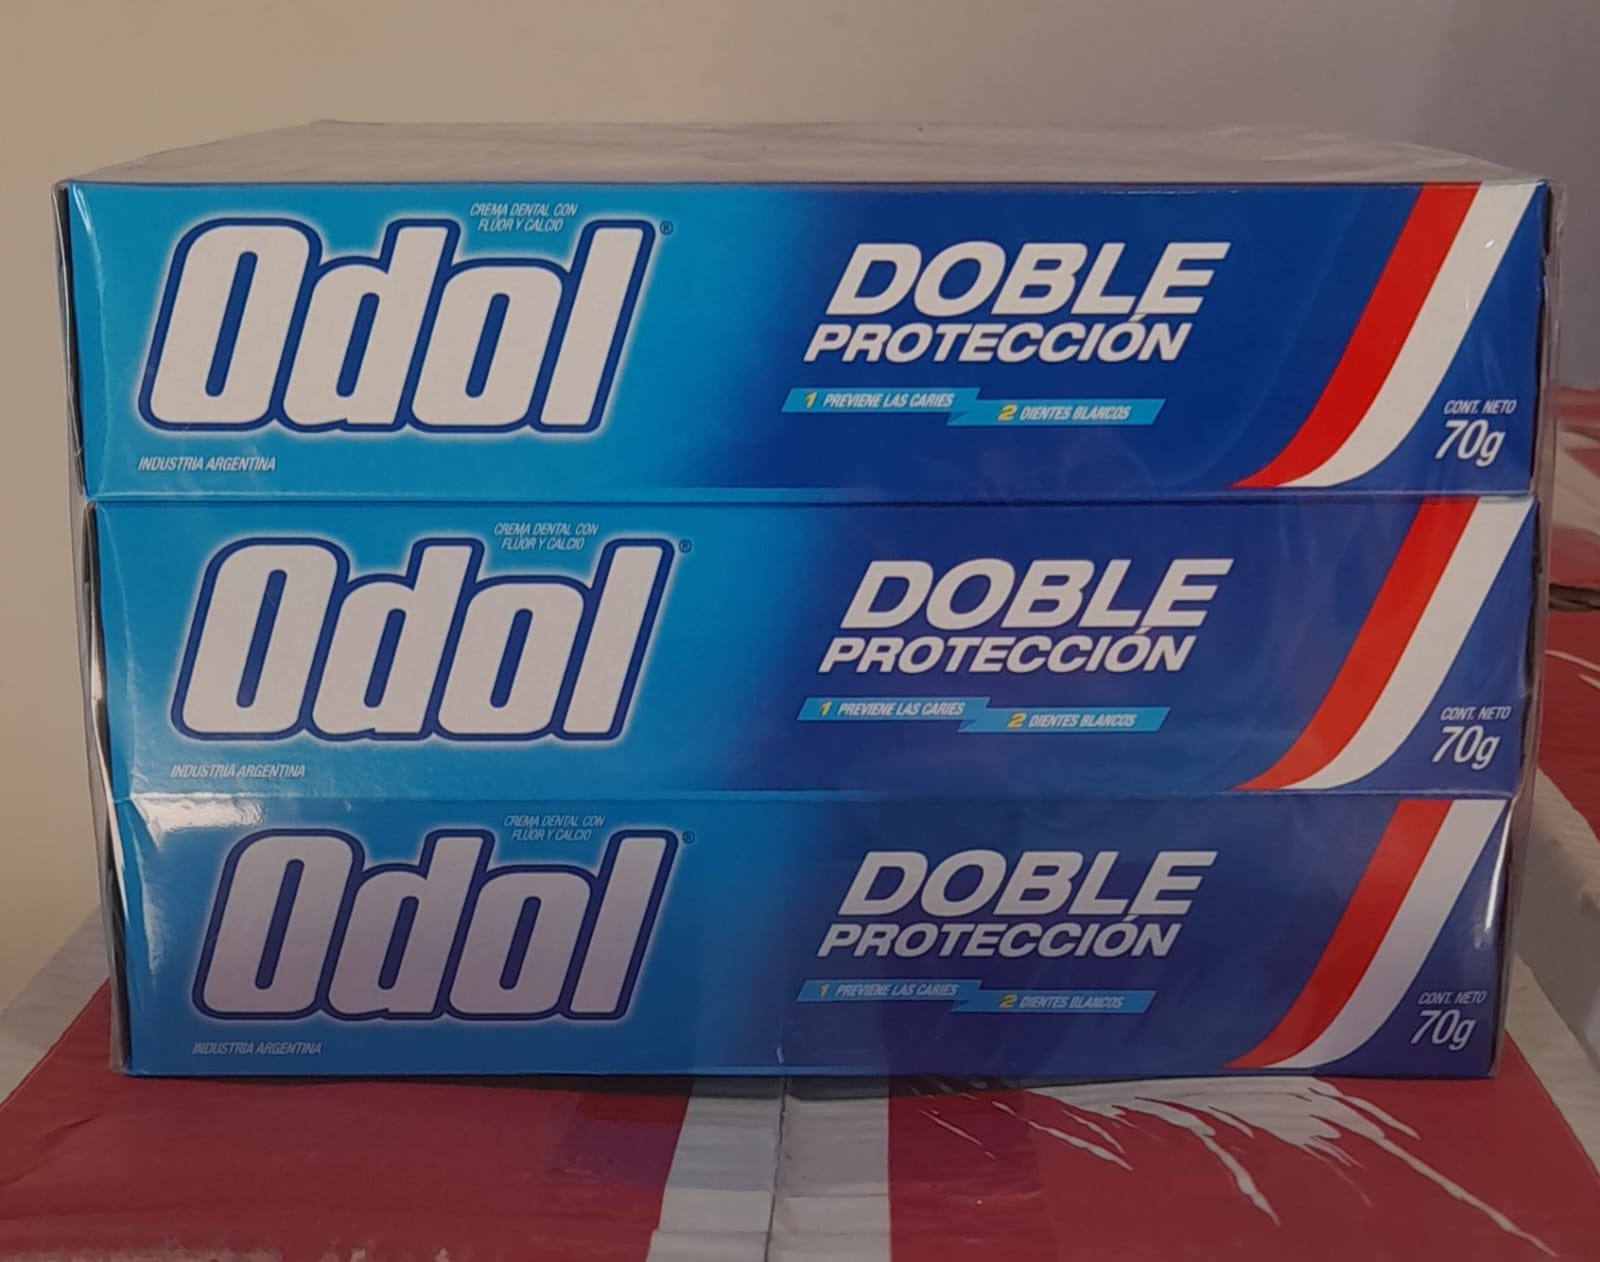 CREMA DENTAL CON
FLÚOR Y CALCIO
Odol®
DOBLE
PROTECCIÓN
1 PREVIENE LAS CARIES
2 DIENTES BLANCOS
CONT. NETO
70g
INDUSTRIA ARGENTINA
CREMA DENTAL CON
FLÚOR Y CALCIO
Odol®
DOBLE
PROTECCIÓN
1 PREVIENE LAS CARIES
2 DIENTES BLANCOS
CONT. NETO
70g
INDUSTRIA ARGENTINA
CREMA DENTAL CON
FLÚOR Y CALCIO
Odol®
DOBLE
PROTECCIÓN
1 PREVIENE LAS CARIES
2 DIENTES BLANCOS
CONT. NETO
70g
INDUSTRIA ARGENTINA